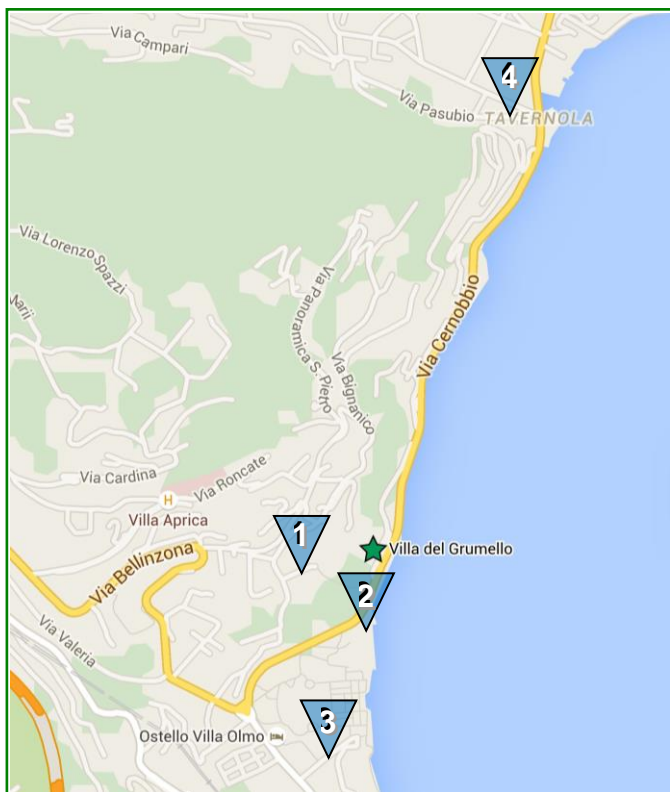 Via Campari
4
Via Pasubio
TAVERNOLA
Via Lorenzo Spazzi
Narji
Via Panoramica S. Pietro
Via Cernobbio
Via Bignanico
Via Cardina
Via Roncate
H
Villa Aprica
1
Villa del Grumello
Via Bellinzona
2
Via Valeria
3
Ostello Villa Olmo